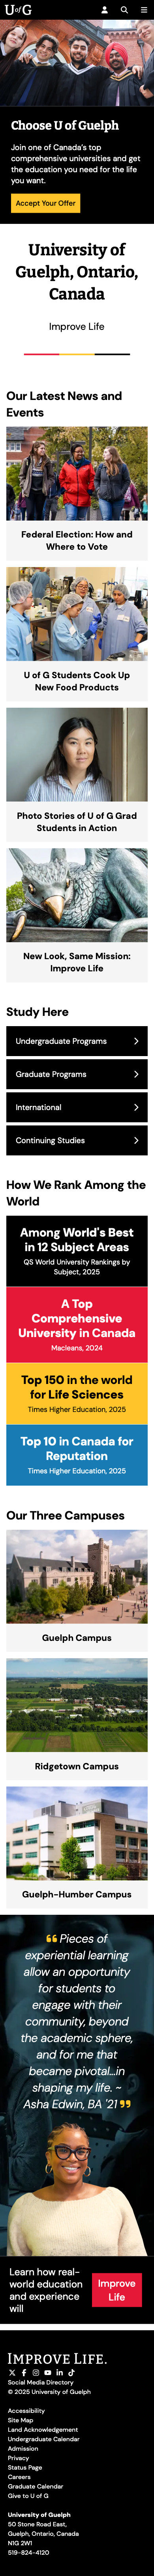 U of G
Choose U of Guelph
Join one of Canada's top
comprehensive universities and get
the education you need for the life
you want.
Accept Your Offer
University of
Guelph, Ontario,
Canada
Improve Life
Our Latest News and
Events
Federal Election: How and
Where to Vote
U of G Students Cook Up
New Food Products
Photo Stories of U of G Grad
Students in Action
New Look, Same Mission:
Improve Life
Study Here
Undergraduate Programs
Graduate Programs
International
Continuing Studies
How We Rank Among the
World
Among World's Best
in 12 Subject Areas
QS World University Rankings by
Subject, 2025
A Top
Comprehensive
University in Canada
Macleans, 2024
Top 150 in the world
for Life Sciences
Times Higher Education, 2025
Top 10 in Canada for
Reputation
Times Higher Education, 2025
Our Three Campuses
Guelph Campus
Ridgetown Campus
Guelph-Humber Campus
“ Pieces of
experiential learning
allow an opportunity
for students to
engage with their
community, beyond
the academic sphere,
and for me that
became pivotal...in
shaping my life. ~
Asha Edwin, BA '21 ”
Learn how real-
world education
and experience
will
Improve
Life
IMPROVE LIFE.
Social Media Directory
© 2025 University of Guelph
Accessibility
Site Map
Land Acknowledgement
Undergraduate Calendar
Admission
Privacy
Status Page
Careers
Graduate Calendar
Give to U of G
University of Guelph
50 Stone Road East,
Guelph, Ontario, Canada
N1G 2W1
519-824-4120